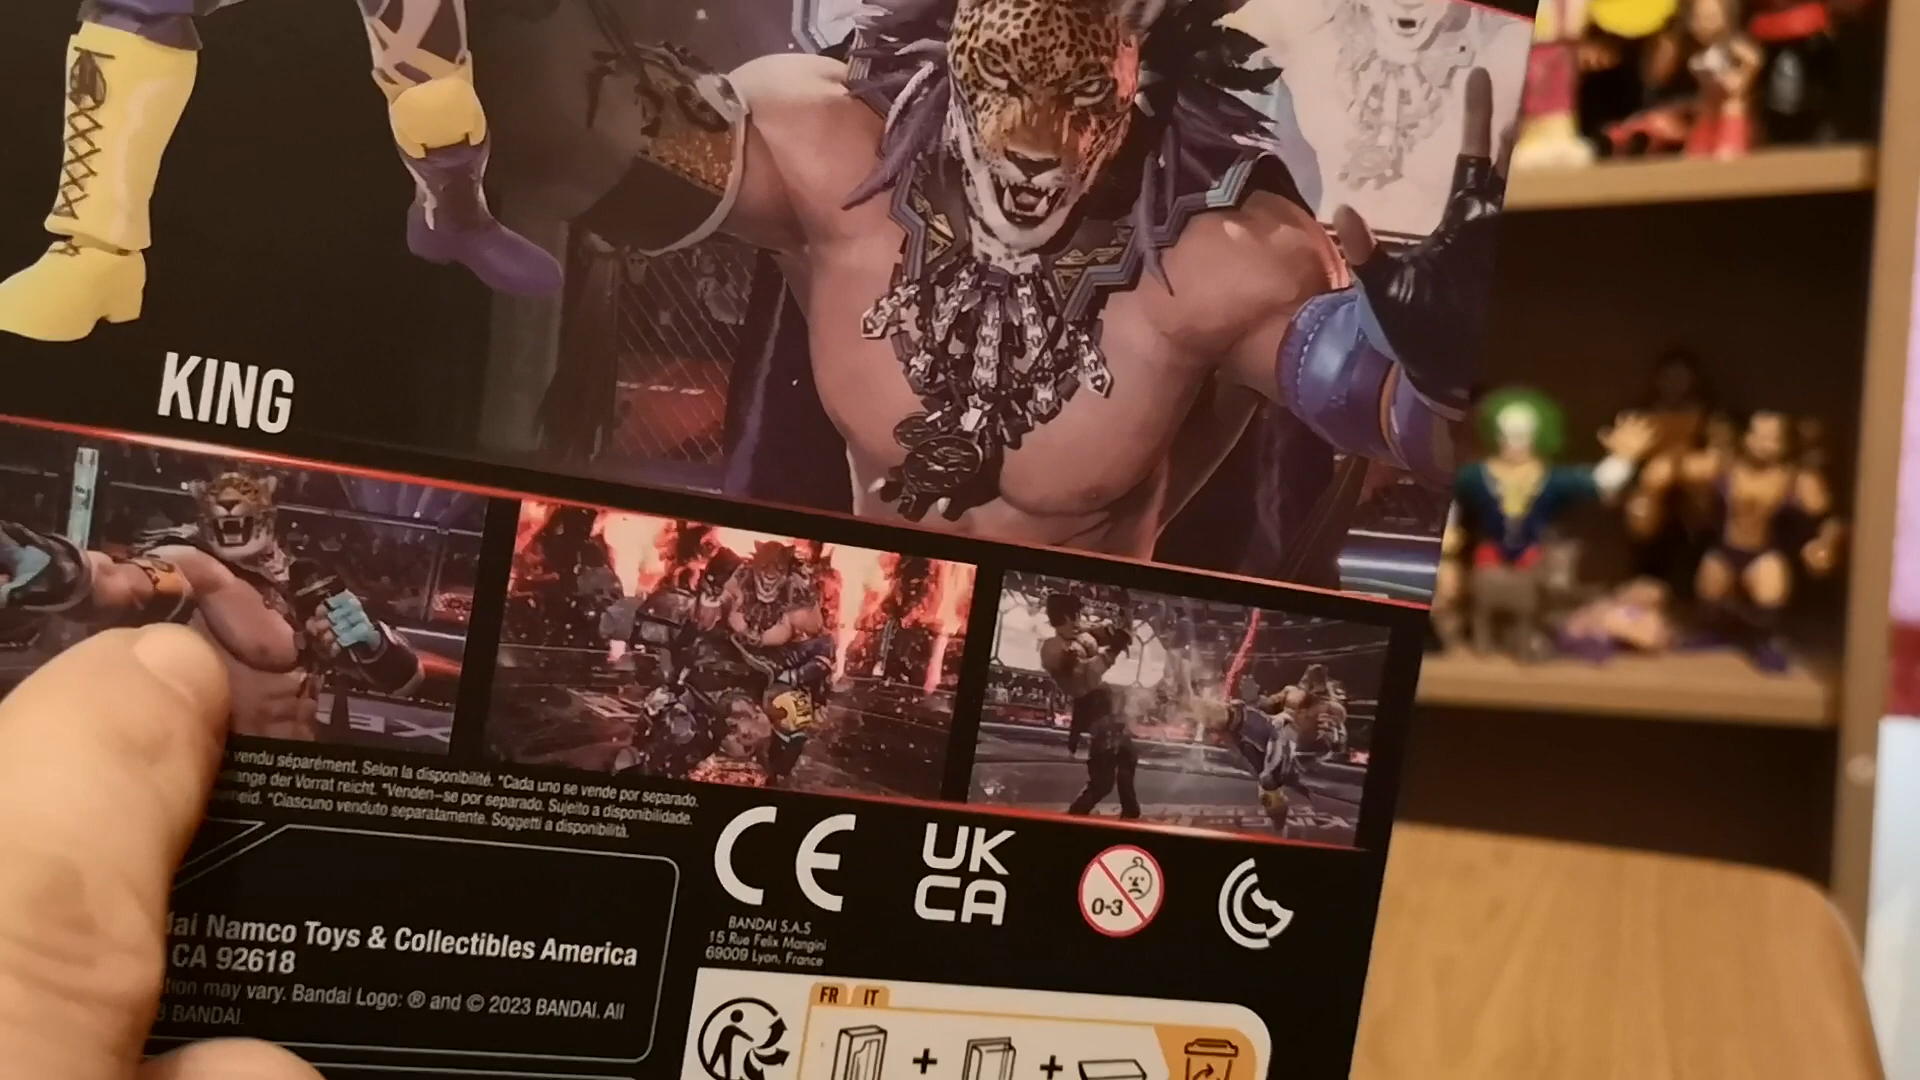 KING
vendu séparément. Selon la disponibilité. *Cada uno se vende por separado.
ange der Vorrat reicht. *Venden-se por separado. Sujeito a disponibilidade.
*Ciascuno venduto separatamente. Soggetti a disponibilità.
CE
UK
CA
0-3
BANDAI S.A.S
15 Rue Felix Mangini
69009 Lyon, France
dai Namco Toys & Collectibles America
CA 92618
tion may vary. Bandai Logo: ® and © 2023 BANDAI. All
3 BANDAI.
FR IT
+ +